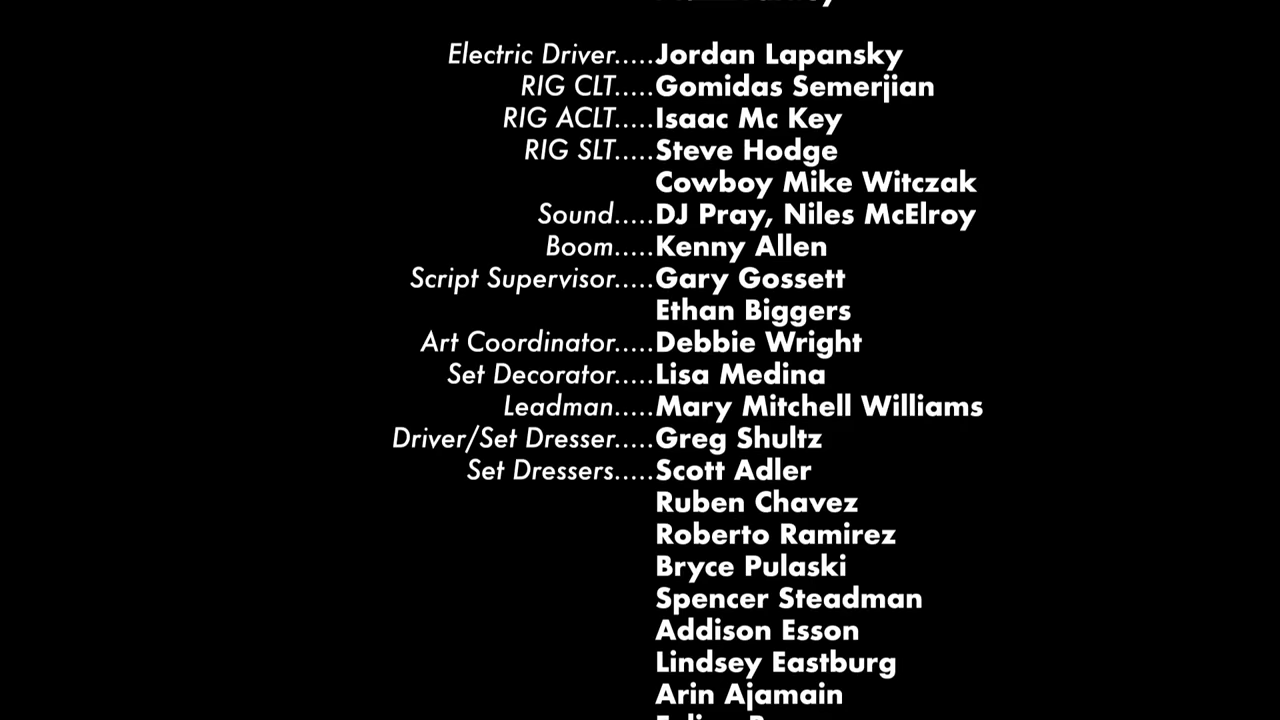 Electric Driver.....Jordan Lapansky
RIG CLT.....Gomidas Semerjian
RIG ACLT.....Isaac Mc Key
RIG SLT.....Steve Hodge
Cowboy Mike Witczak
Sound.....DJ Pray, Niles McElroy
Boom.....Kenny Allen
Script Supervisor.....Gary Gossett
Ethan Biggers
Art Coordinator.....Debbie Wright
Set Decorator.....Lisa Medina
Leadman.....Mary Mitchell Williams
Driver/Set Dresser.....Greg Shultz
Set Dressers.....Scott Adler
Ruben Chavez
Roberto Ramirez
Bryce Pulaski
Spencer Steadman
Addison Esson
Lindsey Eastburg
Arin Ajamain